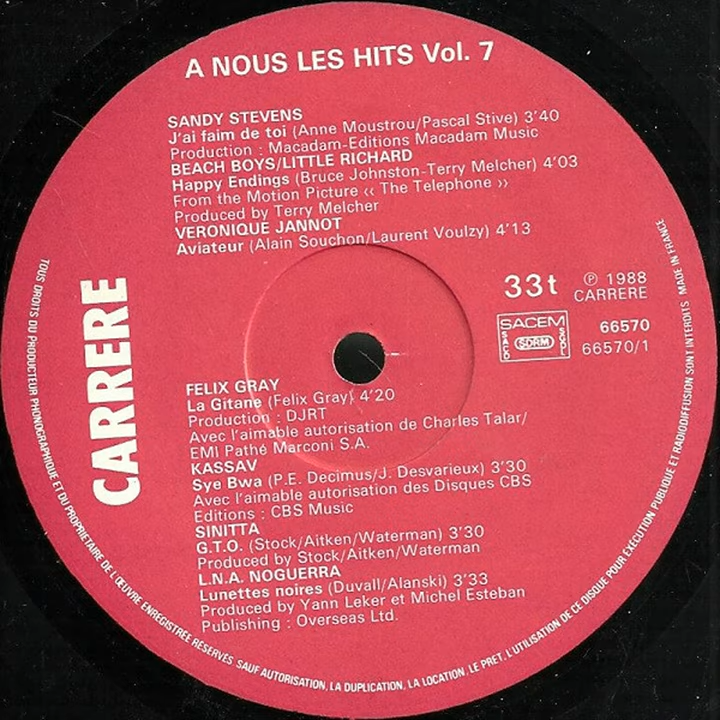 A NOUS LES HITS Vol. 7
SANDY STEVENS
J'ai faim de toi (Anne Moustrou/Pascal Stive) 3'40
Production : Macadam-Editions Macadam Music
BEACH BOYS/LITTLE RICHARD
Happy Endings (Bruce Johnston-Terry Melcher) 4'03
From the Motion Picture ‹‹ The Telephone ››
Produced by Terry Melcher
VERONIQUE JANNOT
Aviateur (Alain Souchon/Laurent Voulzy) 4'13
CARRERE
33t
℗ 1988
CARRERE
SACEM
SACD
SDRM
SGDL
66570
66570/1
FELIX GRAY
La Gitane (Felix Gray) 4'20
Production : DJRT
Avec l'aimable autorisation de Charles Talar/
EMI Pathé Marconi S.A.
KASSAV
Sye Bwa (P.E. Decimus/J. Desvarieux) 3'30
Avec l'aimable autorisation des Disques CBS
Editions : CBS Music
SINITTA
G.T.O. (Stock/Aitken/Waterman) 3'30
Produced by Stock/Aitken/Waterman
L.N.A. NOGUERRA
Lunettes noires (Duvall/Alanski) 3'33
Produced by Yann Leker et Michel Esteban
Publishing : Overseas Ltd.
TOUS DROITS DU PRODUCTEUR PHONOGRAPHIQUE ET DU PROPRIETAIRE DE L'ŒUVRE ENREGISTRÉE RÉSERVÉS. SAUF AUTORISATION, LA DUPLICATION, LA LOCATION, LE PRET, L'UTILISATION DE CE DISQUE POUR EXÉCUTION PUBLIQUE ET RADIODIFFUSION SONT INTERDITS MADE IN FRANCE